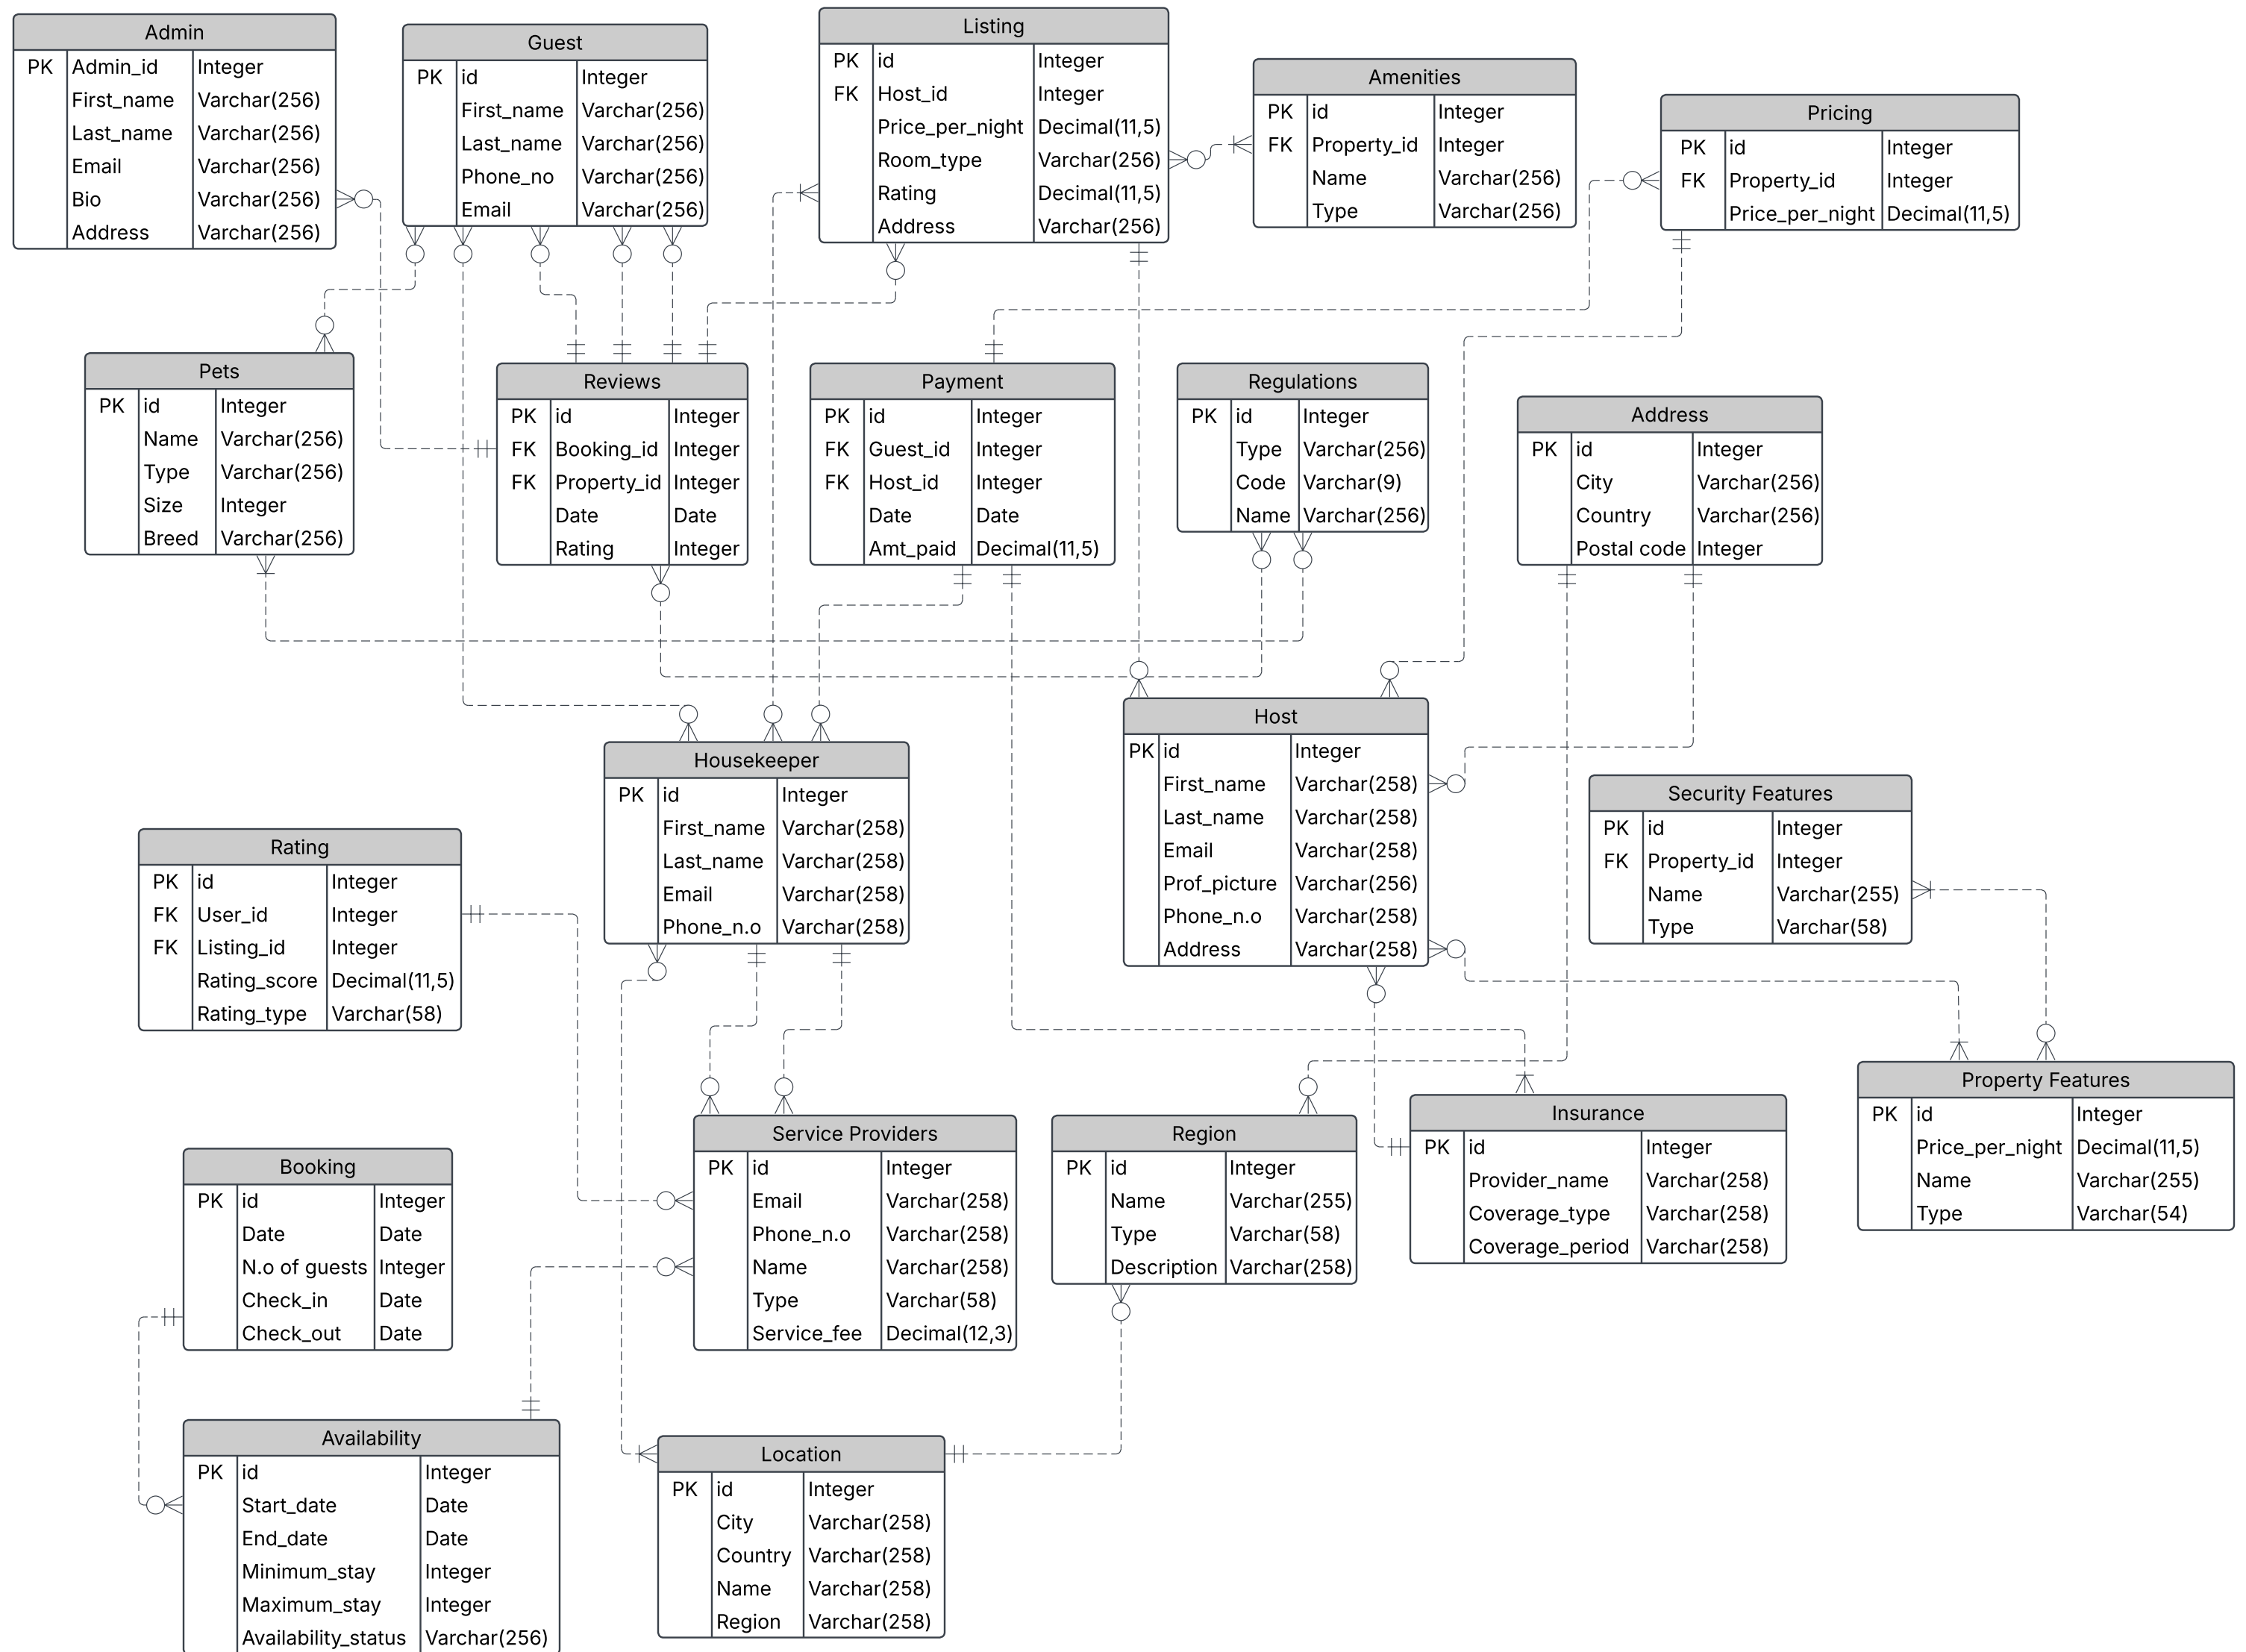 Admin
PK Admin_id Integer
First_name Varchar(256)
Last_name Varchar(256)
Email Varchar(256)
Bio Varchar(256)
Address Varchar(256)
Guest
PK id Integer
First_name Varchar(256)
Last_name Varchar(256)
Phone_no Varchar(256)
Email Varchar(256)
Listing
PK id Integer
FK Host_id Integer
Price_per_night Decimal(11,5)
Room_type Varchar(256)
Rating Decimal(11,5)
Address Varchar(256)
Amenities
PK id Integer
FK Property_id Integer
Name Varchar(256)
Type Varchar(256)
Pricing
PK id Integer
FK Property_id Integer
Price_per_night Decimal(11,5)
Pets
PK id Integer
Name Varchar(256)
Type Varchar(256)
Size Integer
Breed Varchar(256)
Reviews
PK id Integer
FK Booking_id Integer
FK Property_id Integer
Date Date
Rating Integer
Payment
PK id Integer
FK Guest_id Integer
FK Host_id Integer
Date Date
Amt_paid Decimal(11,5)
Regulations
PK id Integer
Type Varchar(256)
Code Varchar(9)
Name Varchar(256)
Address
PK id Integer
City Varchar(256)
Country Varchar(256)
Postal code Integer
Housekeeper
PK id Integer
First_name Varchar(258)
Last_name Varchar(258)
Email Varchar(258)
Phone_n.o Varchar(258)
Host
PK id Integer
First_name Varchar(258)
Last_name Varchar(258)
Email Varchar(258)
Prof_picture Varchar(256)
Phone_n.o Varchar(258)
Address Varchar(258)
Security Features
PK id Integer
FK Property_id Integer
Name Varchar(255)
Type Varchar(58)
Rating
PK id Integer
FK User_id Integer
FK Listing_id Integer
Rating_score Decimal(11,5)
Rating_type Varchar(58)
Service Providers
PK id Integer
Email Varchar(258)
Phone_n.o Varchar(258)
Name Varchar(258)
Type Varchar(58)
Service_fee Decimal(12,3)
Region
PK id Integer
Name Varchar(255)
Type Varchar(58)
Description Varchar(258)
Insurance
PK id Integer
Provider_name Varchar(258)
Coverage_type Varchar(258)
Coverage_period Varchar(258)
Property Features
PK id Integer
Price_per_night Decimal(11,5)
Name Varchar(255)
Type Varchar(54)
Booking
PK id Integer
Date Date
N.o of guests Integer
Check_in Date
Check_out Date
Availability
PK id Integer
Start_date Date
End_date Date
Minimum_stay Integer
Maximum_stay Integer
Availability_status Varchar(256)
Location
PK id Integer
City Varchar(258)
Country Varchar(258)
Name Varchar(258)
Region Varchar(258)